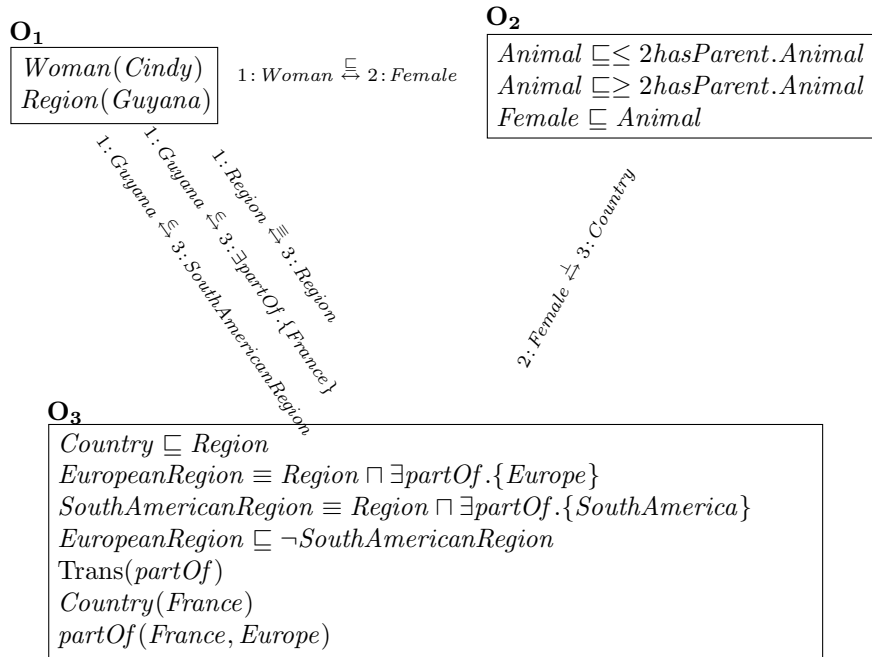 O₁
Woman(Cindy)
Region(Guyana)
1: Woman ⊑↔ 2: Female
O₂
Animal ⊑≤ 2hasParent.Animal
Animal ⊑≥ 2hasParent.Animal
Female ⊑ Animal
1: Guyana ∈↔ 3: SouthAmericanRegion
1: Guyana ∈↔ 3: ∃partOf.{France}
1: Region ≡↔ 3: Region
2: Female ⊥↔ 3: Country
O₃
Country ⊑ Region
EuropeanRegion ≡ Region ⊓ ∃partOf.{Europe}
SouthAmericanRegion ≡ Region ⊓ ∃partOf.{SouthAmerica}
EuropeanRegion ⊑ ¬SouthAmericanRegion
Trans(partOf)
Country(France)
partOf(France, Europe)